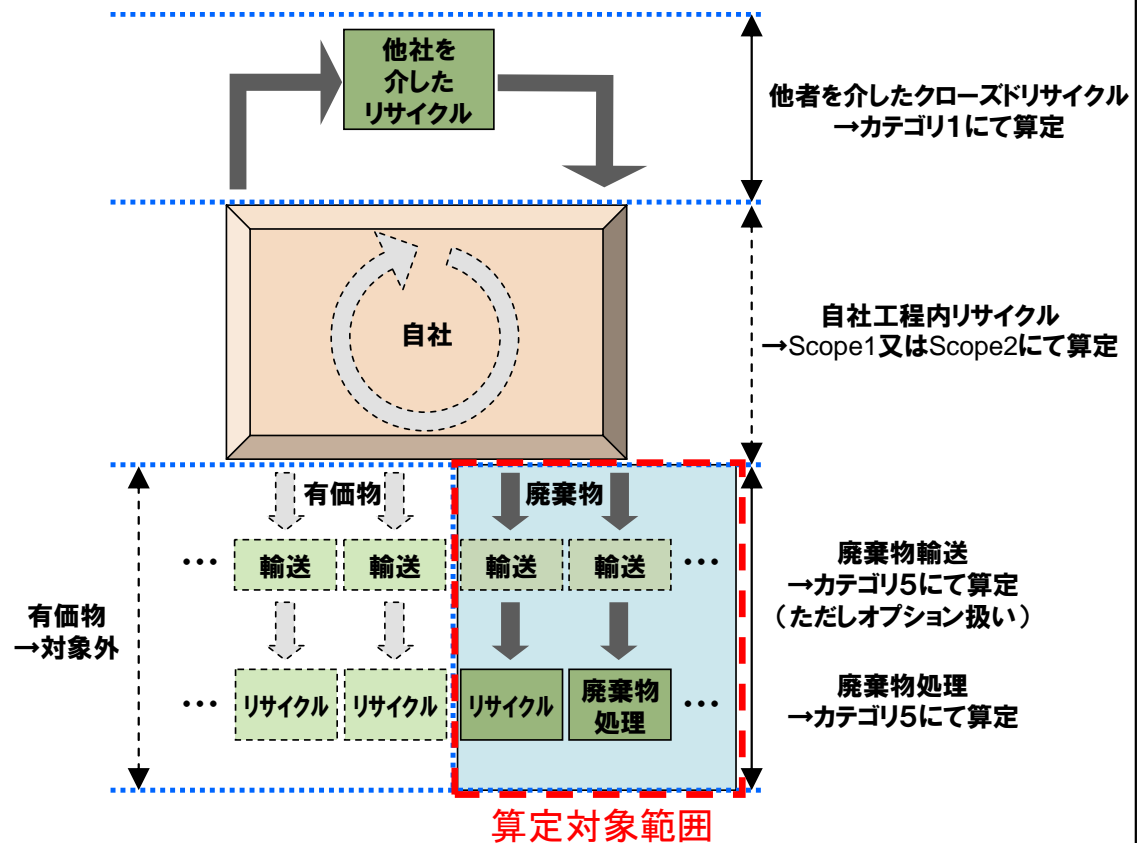 他社を
介した
リサイクル
他者を介したクローズドリサイクル
→カテゴリ1にて算定
自社
自社工程内リサイクル
→Scope1又はScope2にて算定
有価物
廃棄物
… 輸送 輸送 輸送 輸送 …
廃棄物輸送
→カテゴリ5にて算定
（ただしオプション扱い）
有価物
→対象外
… リサイクル リサイクル リサイクル 廃棄物
処理 …
廃棄物処理
→カテゴリ5にて算定
算定対象範囲